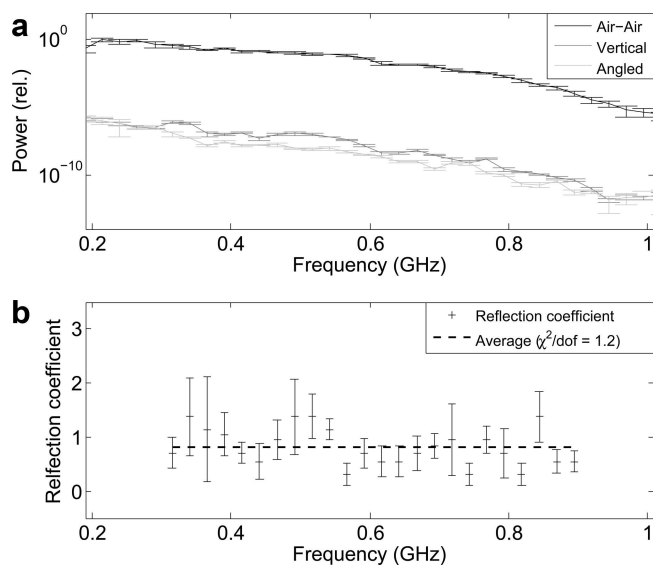 a
10⁰
10⁻¹⁰
Power (rel.)
Air−Air
Vertical
Angled
0.2 0.4 0.6 0.8 1
Frequency (GHz)
b
3
2
1
0
Relfection coefficient
Reflection coefficient
Average (χ²/dof = 1.2)
0.2 0.4 0.6 0.8 1
Frequency (GHz)